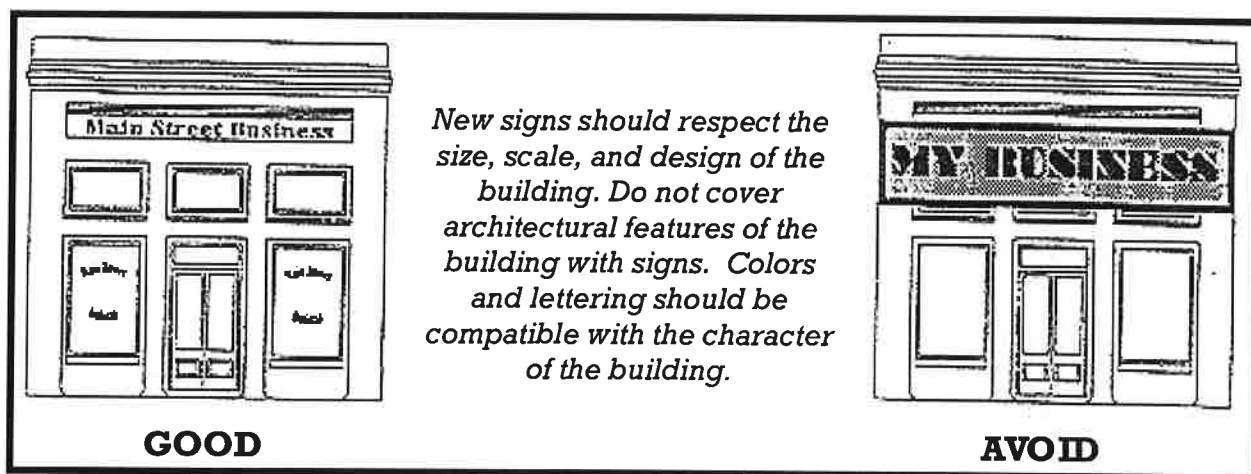 Main Street Business
New signs should respect the
size, scale, and design of the
building. Do not cover
architectural features of the
building with signs. Colors
and lettering should be
compatible with the character
of the building.
MY BUSINESS
GOOD
AVOID